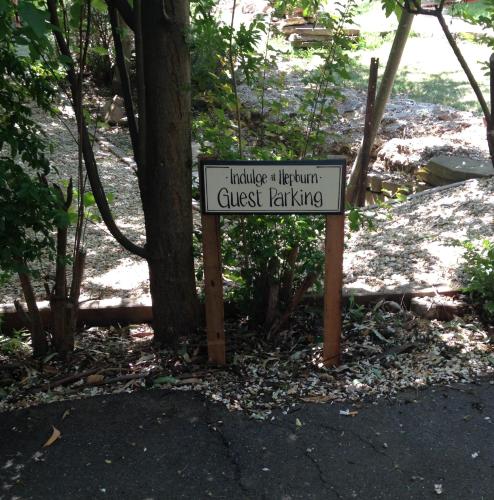 - Indulge at Hepburn -
Guest Parking